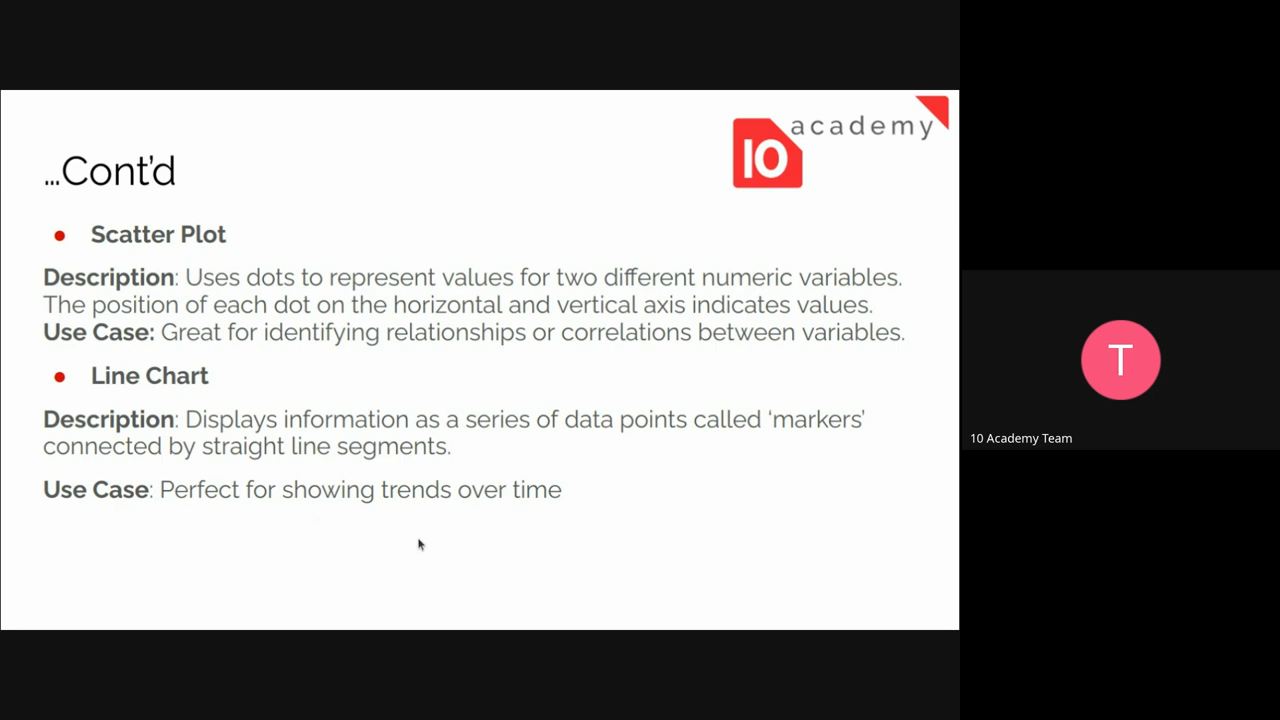 academy
10
...Cont'd
● Scatter Plot
Description: Uses dots to represent values for two different numeric variables.
The position of each dot on the horizontal and vertical axis indicates values.
Use Case: Great for identifying relationships or correlations between variables.
● Line Chart
Description: Displays information as a series of data points called ‘markers’
connected by straight line segments.
Use Case: Perfect for showing trends over time
T
10 Academy Team